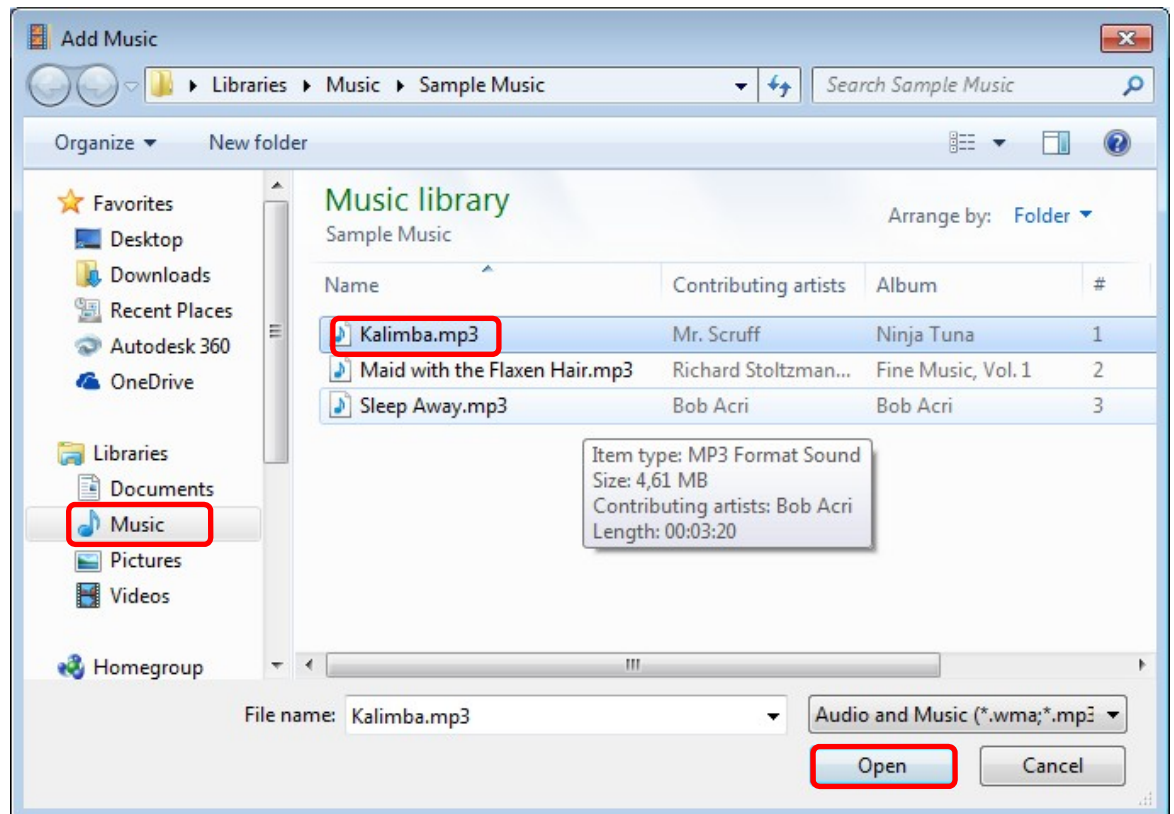 Add Music
Libraries ▸ Music ▸ Sample Music
Search Sample Music
Organize
New folder
Favorites
Desktop
Downloads
Recent Places
Autodesk 360
OneDrive
Libraries
Documents
Music
Pictures
Videos
Homegroup
Music library
Sample Music
Arrange by: Folder
Name Contributing artists Album #
Kalimba.mp3 Mr. Scruff Ninja Tuna 1
Maid with the Flaxen Hair.mp3 Richard Stoltzman... Fine Music, Vol. 1 2
Sleep Away.mp3 Bob Acri Bob Acri 3
Item type: MP3 Format Sound
Size: 4,61 MB
Contributing artists: Bob Acri
Length: 00:03:20
File name: Kalimba.mp3
Audio and Music (*.wma;*.mp3
Open
Cancel